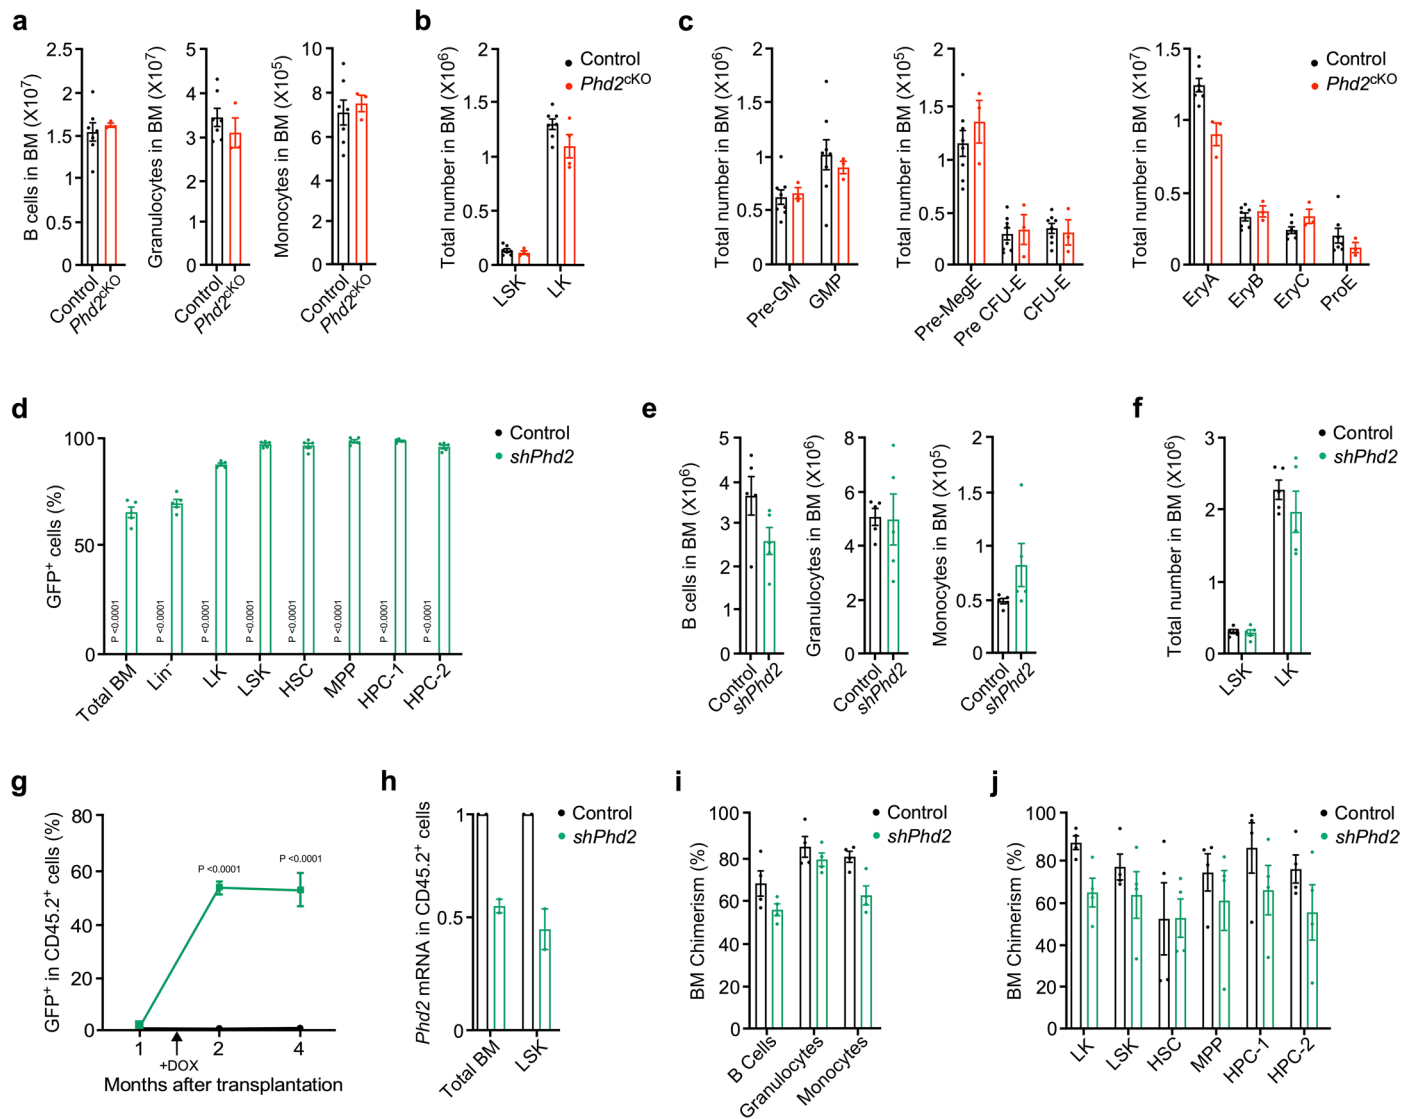 a
B cells in BM (X10⁷)
2.5
2
1.5
1
0.5
0
Control
Phd2cKO
Granulocytes in BM (X10⁷)
5
4
3
2
1
0
Control
Phd2cKO
Monocytes in BM (X10⁵)
10
8
6
4
2
0
Control
Phd2cKO
b
Total number in BM (X10⁶)
2
1.5
1
0.5
0
LSK
LK
Control
Phd2cKO
c
Total number in BM (X10⁶)
2
1.5
1
0.5
0
Pre-GM
GMP
Total number in BM (X10⁵)
2
1.5
1
0.5
0
Pre-MegE
Pre CFU-E
CFU-E
Total number in BM (X10⁷)
1.5
1
0.5
0
EryA
EryB
EryC
ProE
Control
Phd2cKO
d
GFP⁺ cells (%)
100
50
0
P <0.0001
P <0.0001
P <0.0001
P <0.0001
P <0.0001
P <0.0001
P <0.0001
P <0.0001
Total BM
Lin⁻
LK
LSK
HSC
MPP
HPC-1
HPC-2
Control
shPhd2
e
B cells in BM (X10⁶)
5
4
3
2
1
0
Control
shPhd2
Granulocytes in BM (X10⁶)
8
6
4
2
0
Control
shPhd2
Monocytes in BM (X10⁵)
2
1.5
1
0.5
0
Control
shPhd2
f
Total number in BM (X10⁶)
3
2
1
0
LSK
LK
Control
shPhd2
g
GFP⁺ in CD45.2⁺ cells (%)
80
60
40
20
0
P <0.0001
P <0.0001
1
2
4
+DOX
Months after transplantation
h
Phd2 mRNA in CD45.2⁺ cells
1
0.5
0
Total BM
LSK
Control
shPhd2
i
BM Chimerism (%)
100
80
60
40
20
0
B Cells
Granulocytes
Monocytes
Control
shPhd2
j
BM Chimerism (%)
100
80
60
40
20
0
LK
LSK
HSC
MPP
HPC-1
HPC-2
Control
shPhd2